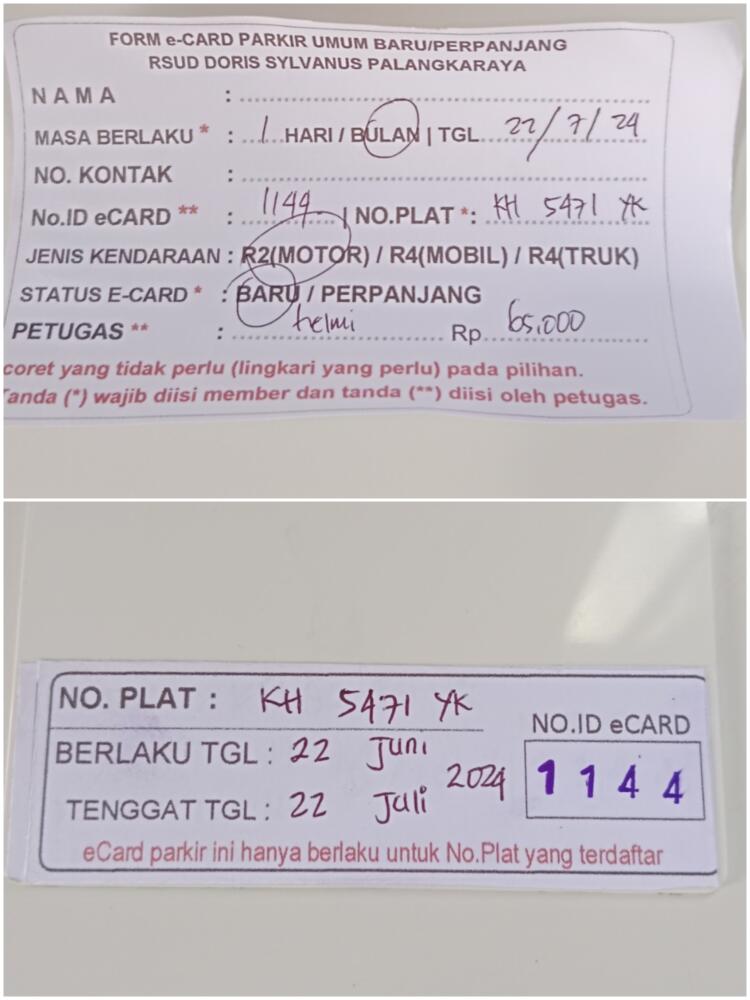 FORM e-CARD PARKIR UMUM BARU/PERPANJANG
RSUD DORIS SYLVANUS PALANGKARAYA
NAMA :
MASA BERLAKU * : 1 HARI / BULAN | TGL. 22/7/24
NO. KONTAK :
No.ID eCARD ** : 1144 | NO.PLAT *: KH 5471 YK
JENIS KENDARAAN : R2(MOTOR) / R4(MOBIL) / R4(TRUK)
STATUS E-CARD * : BARU / PERPANJANG
PETUGAS ** : helmi Rp. 65.000
coret yang tidak perlu (lingkari yang perlu) pada pilihan.
Tanda (*) wajib diisi member dan tanda (**) diisi oleh petugas.
NO. PLAT : KH 5471 YK
NO.ID eCARD
BERLAKU TGL : 22 Juni
2024
1144
TENGGAT TGL : 22 Juli
eCard parkir ini hanya berlaku untuk No.Plat yang terdaftar